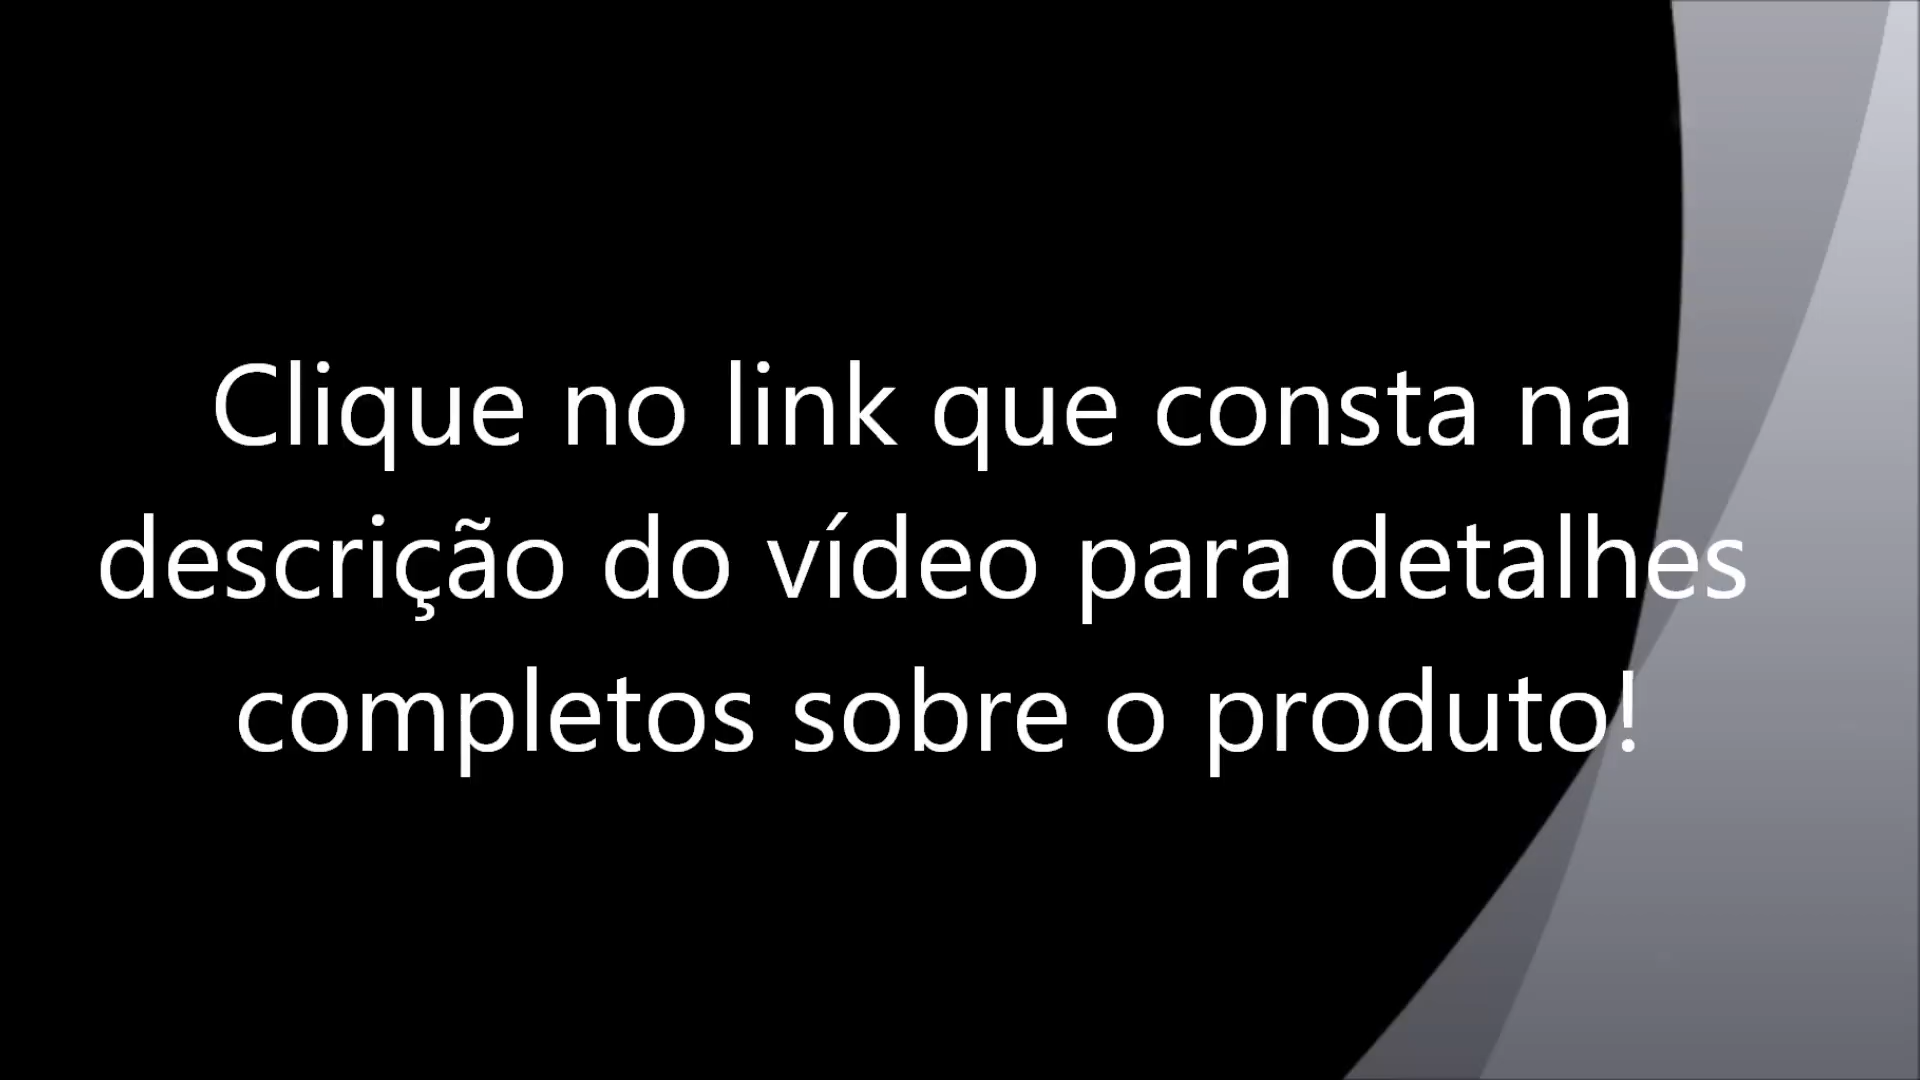 Clique no link que consta na
descrição do vídeo para detalhes
completos sobre o produto!